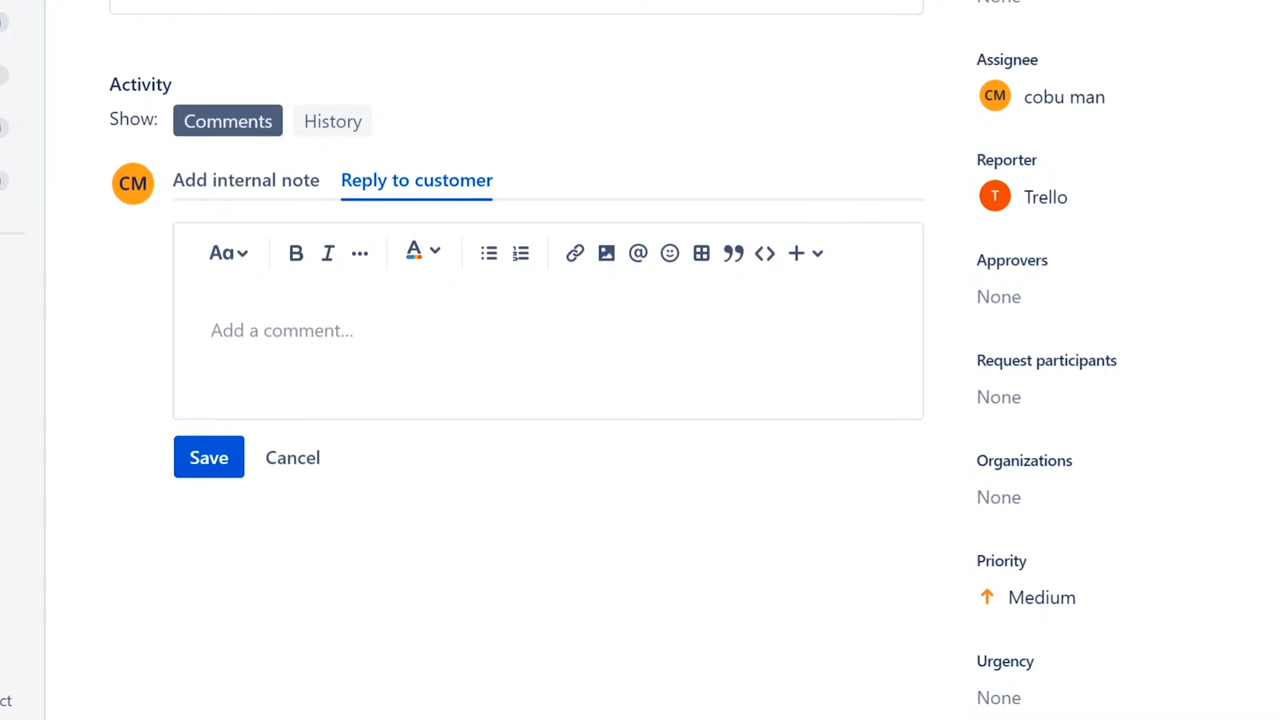 None
Activity
Show: Comments History
CM Add internal note Reply to customer
Aa B I ... A
Add a comment...
Save Cancel
Assignee
CM cobu man
Reporter
T Trello
Approvers
None
Request participants
None
Organizations
None
Priority
Medium
Urgency
None
ct